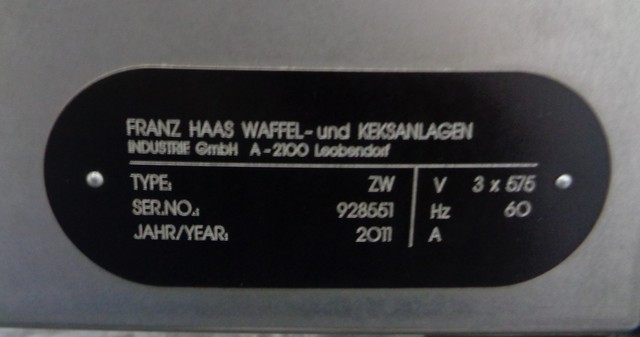 FRANZ HAAS WAFFEL- und KEKSANLAGEN
INDUSTRIE GmbH A-2100 Leobendorf
TYPE: ZW V 3 x 575
SER.NO.: 928551 Hz 60
JAHR/YEAR: 2011 A